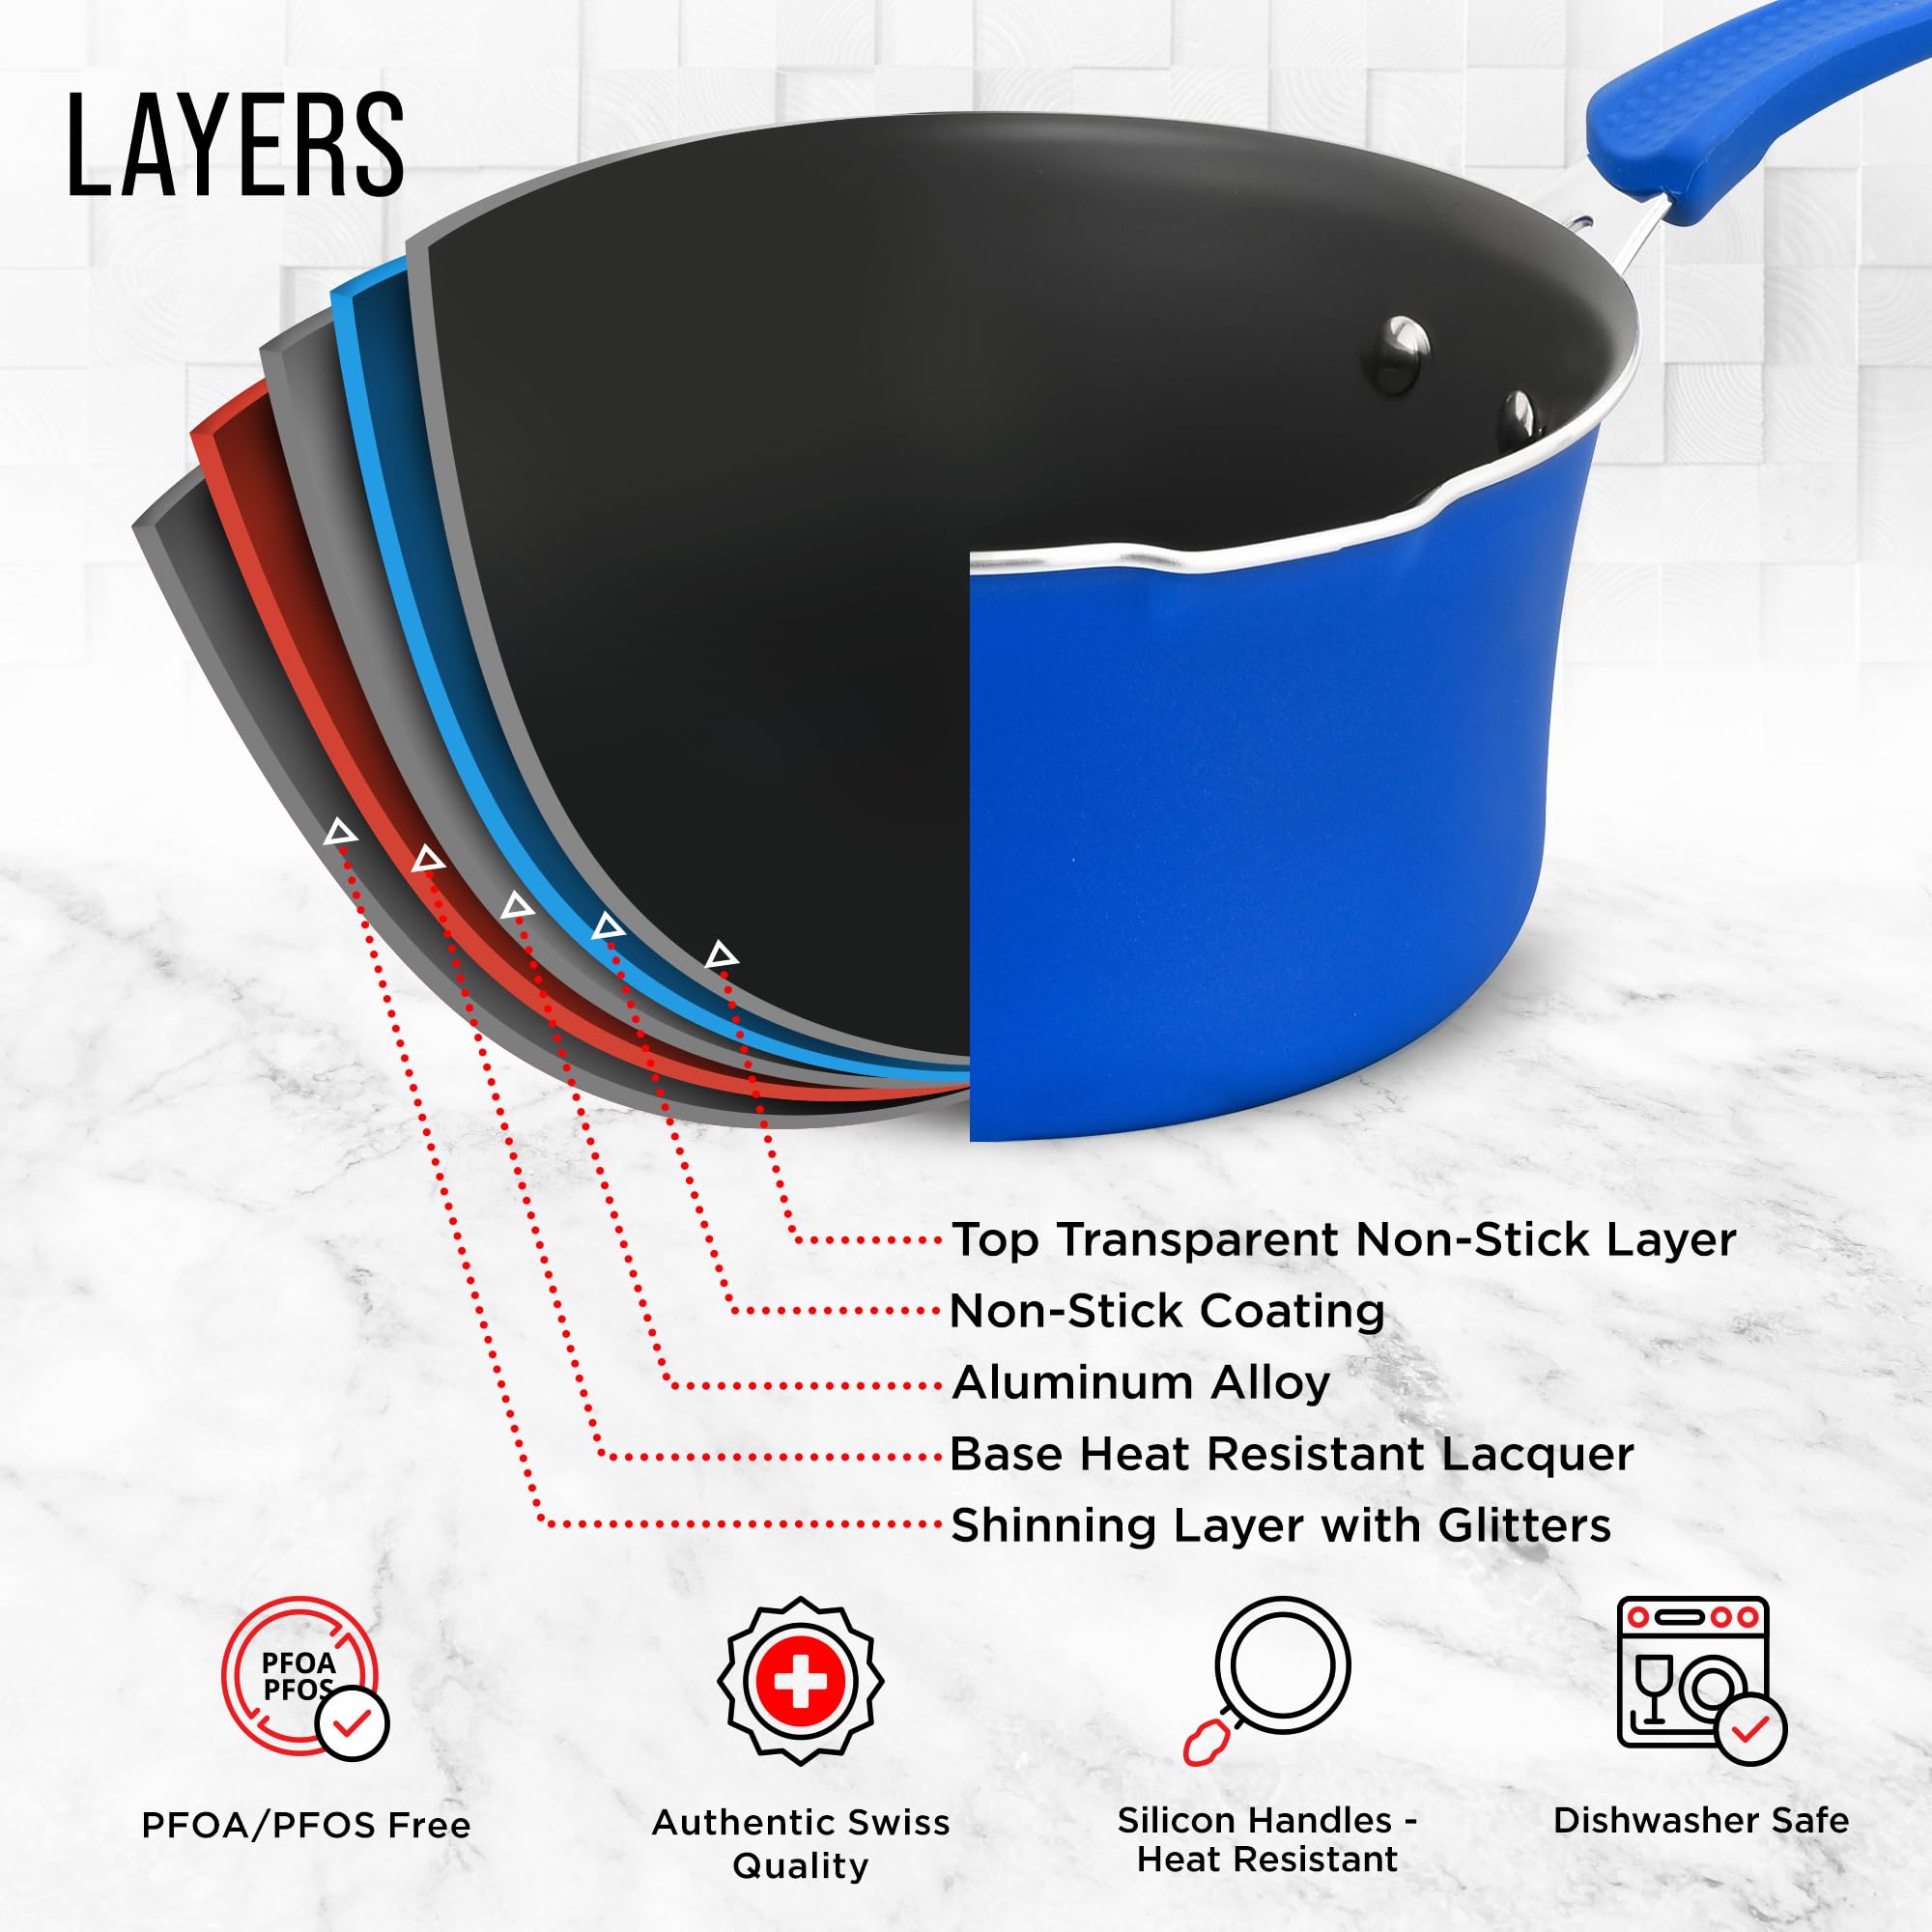 LAYERS
Top Transparent Non-Stick Layer
Non-Stick Coating
Aluminum Alloy
Base Heat Resistant Lacquer
Shinning Layer with Glitters
PFOA
PFOS
PFOA/PFOS Free
Authentic Swiss
Quality
Silicon Handles -
Heat Resistant
Dishwasher Safe